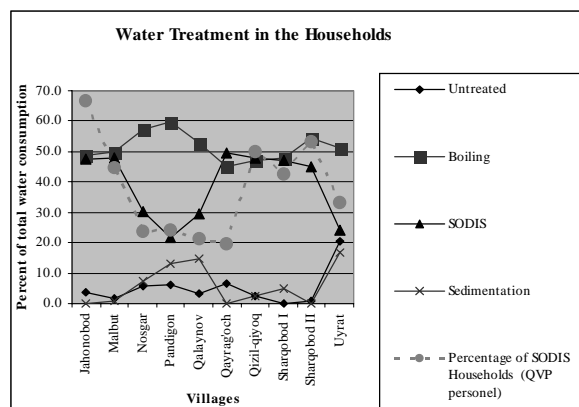 Water Treatment in the Households
Percent of total water consumption
70.0
60.0
50.0
40.0
30.0
20.0
10.0
0.0
Jahonobod
Malbut
Nosgar
Pandigon
Qalaynov
Qayrag'och
Qizil-qiyoq
Sharqobod I
Sharqobod II
Uyrat
Villages
Untreated
Boiling
SODIS
Sedimentation
Percentage of SODIS
Households (QVP
personel)